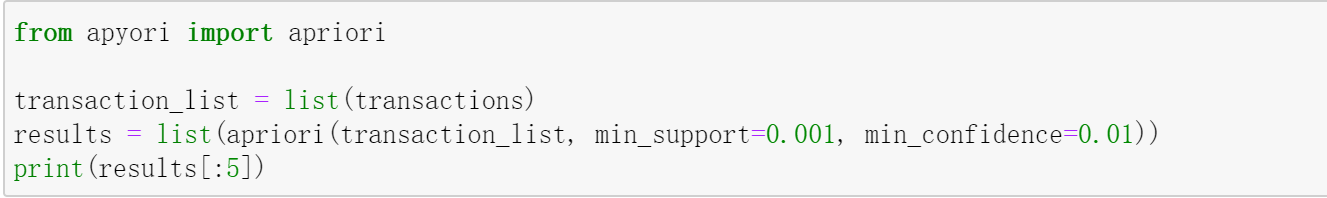 from apyori import apriori
transaction_list = list(transactions)
results = list(apriori(transaction_list, min_support=0.001, min_confidence=0.01))
print(results[:5])